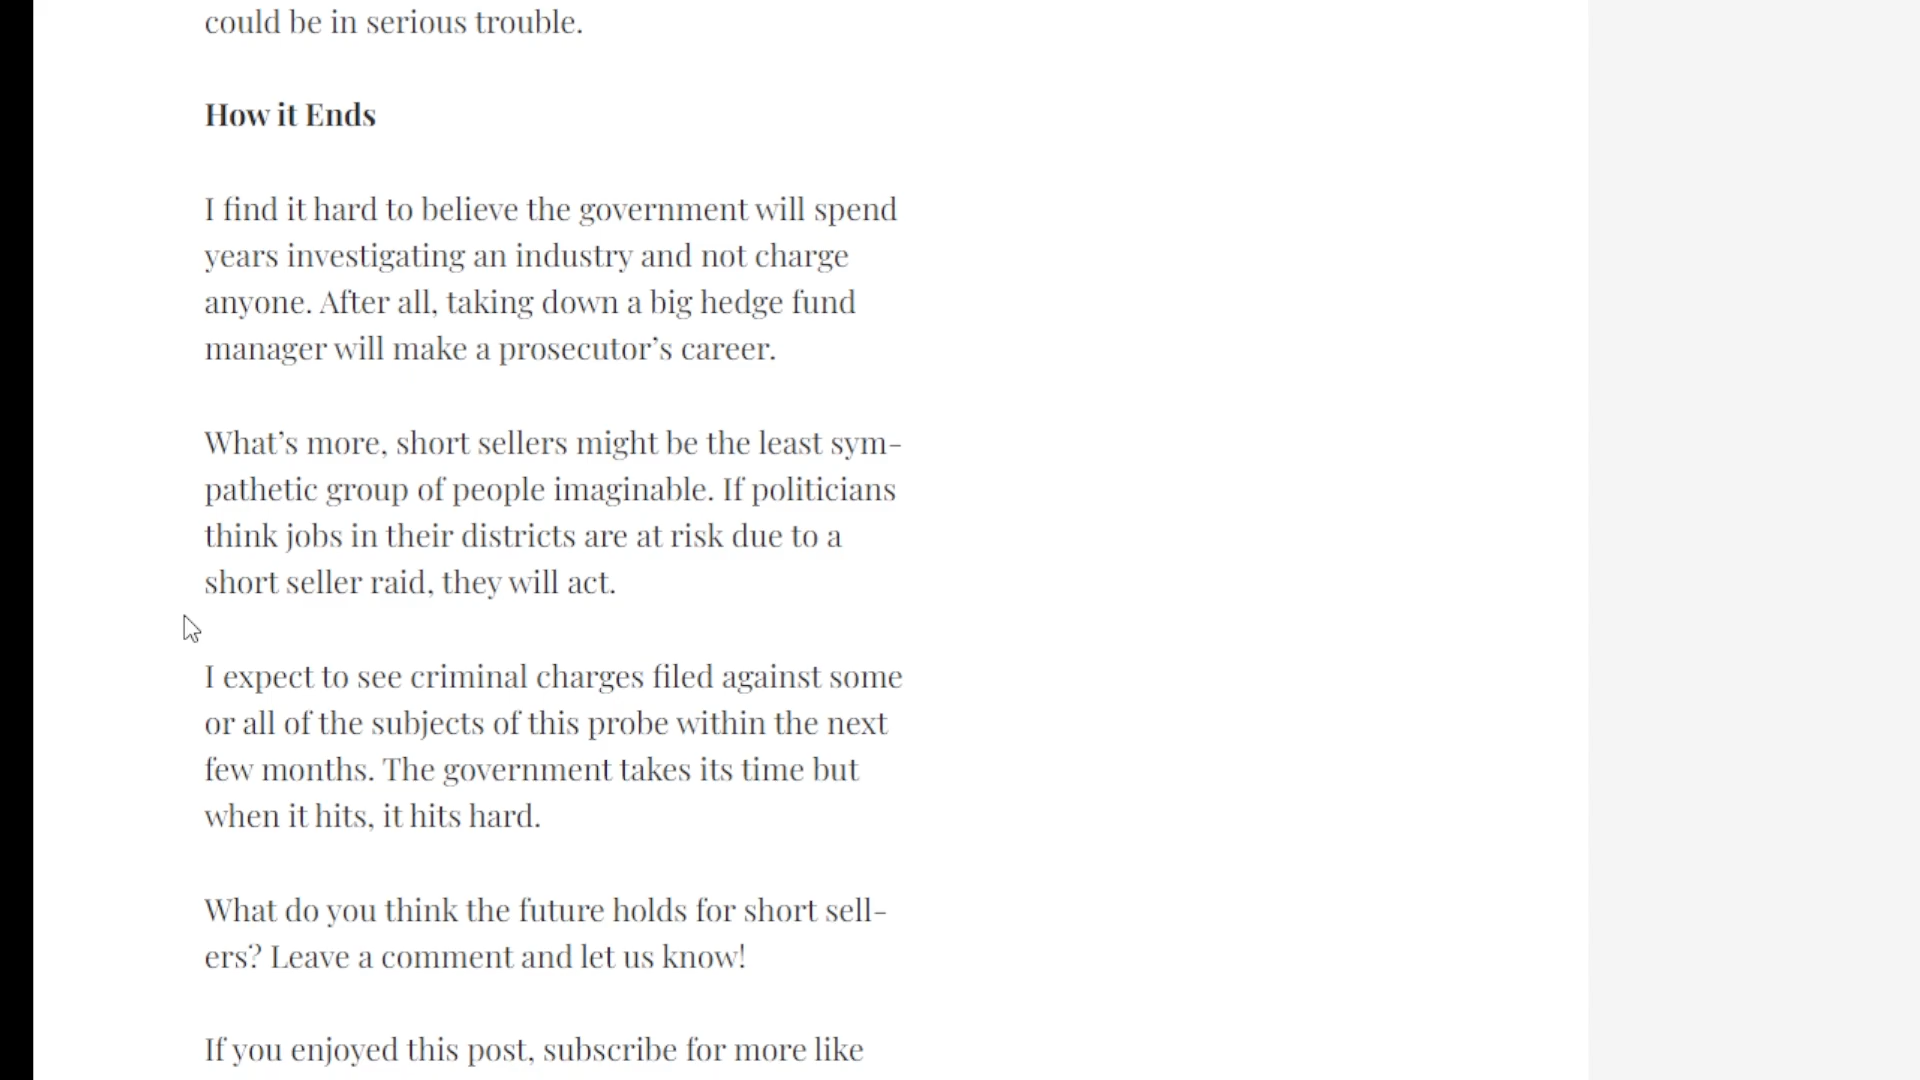 could be in serious trouble.
How it Ends
I find it hard to believe the government will spend
years investigating an industry and not charge
anyone. After all, taking down a big hedge fund
manager will make a prosecutor’s career.
What’s more, short sellers might be the least sym-
pathetic group of people imaginable. If politicians
think jobs in their districts are at risk due to a
short seller raid, they will act.
I expect to see criminal charges filed against some
or all of the subjects of this probe within the next
few months. The government takes its time but
when it hits, it hits hard.
What do you think the future holds for short sell-
ers? Leave a comment and let us know!
If you enjoyed this post, subscribe for more like